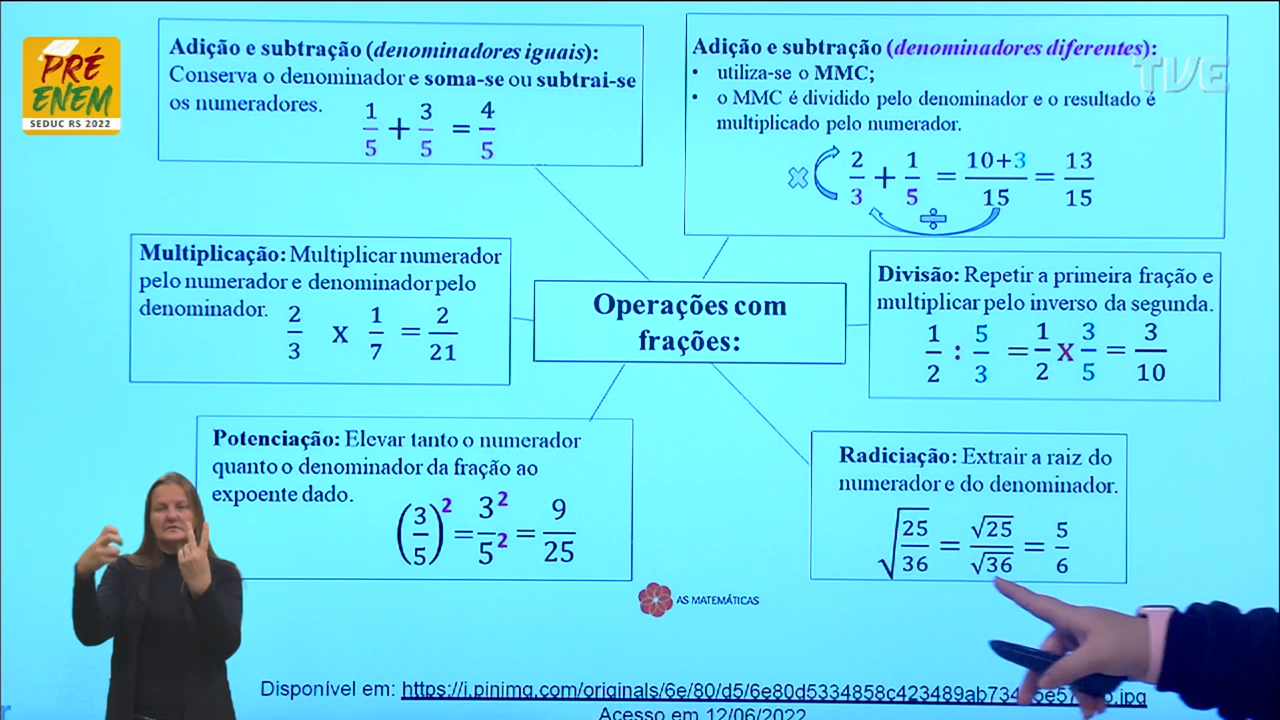 PRÉ
ENEM
SEDUC RS 2022
Adição e subtração (denominadores iguais):
Conserva o denominador e soma-se ou subtrai-se
os numeradores.
1/5 + 3/5 = 4/5
Adição e subtração (denominadores diferentes):
• utiliza-se o MMC;
• o MMC é dividido pelo denominador e o resultado é
multiplicado pelo numerador.
× 2/3 + 1/5 = 10+3/15 = 13/15
÷
TVE
Multiplicação: Multiplicar numerador
pelo numerador e denominador pelo
denominador.
2/3 x 1/7 = 2/21
Operações com
frações:
Divisão: Repetir a primeira fração e
multiplicar pelo inverso da segunda.
1/2 : 5/3 = 1/2 x 3/5 = 3/10
Potenciação: Elevar tanto o numerador
quanto o denominador da fração ao
expoente dado.
(3/5)² = 3²/5² = 9/25
Radiciação: Extrair a raiz do
numerador e do denominador.
√25/36 = √25/√36 = 5/6
AS MATEMÁTICAS
Disponível em:
Acesso em 12/06/2022